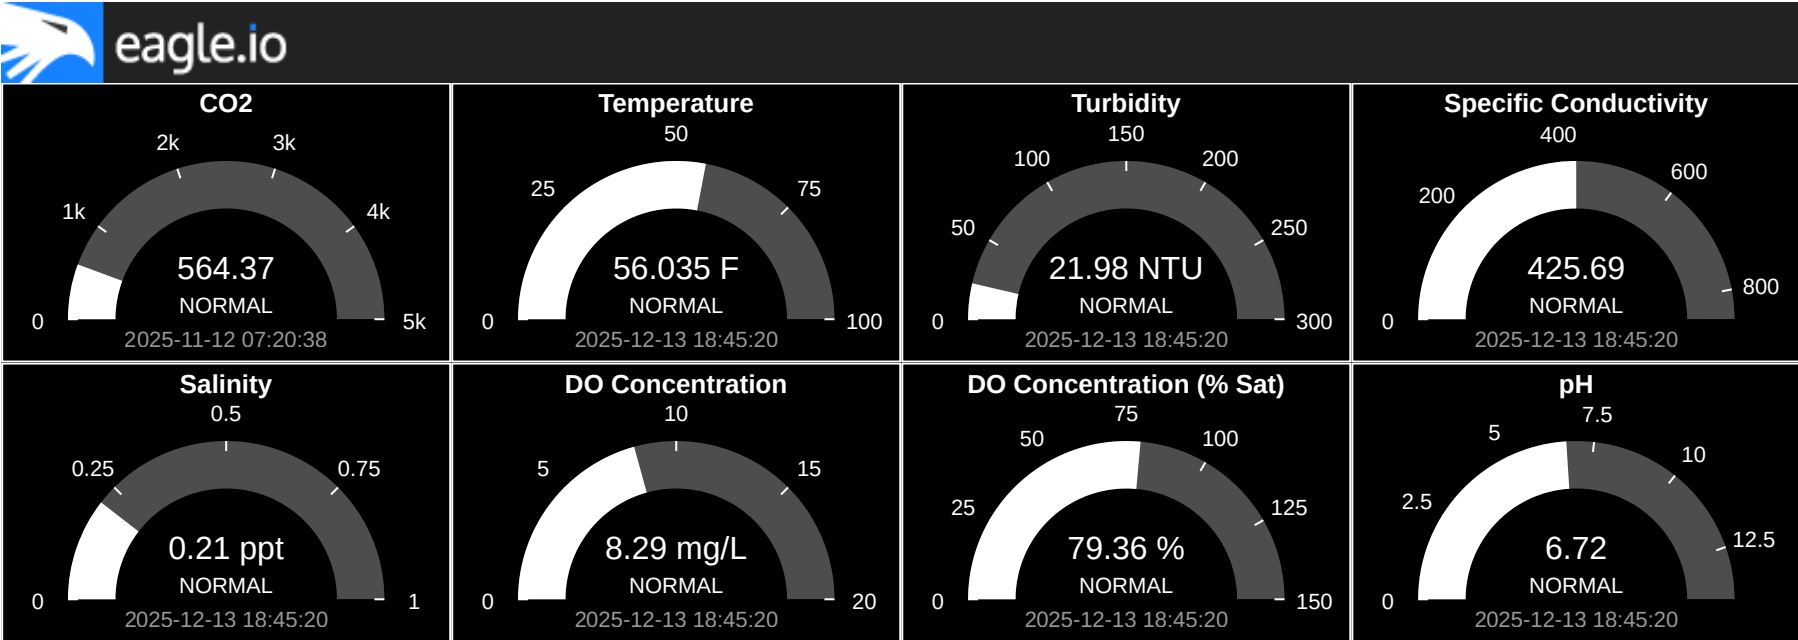 eagle.io
CO2
0
1k
2k
3k
4k
5k
564.37
NORMAL
2025-11-12 07:20:38
Temperature
0
25
50
75
100
56.035 F
NORMAL
2025-12-13 18:45:20
Turbidity
0
50
100
150
200
250
300
21.98 NTU
NORMAL
2025-12-13 18:45:20
Specific Conductivity
0
200
400
600
800
425.69
NORMAL
2025-12-13 18:45:20
Salinity
0
0.25
0.5
0.75
1
0.21 ppt
NORMAL
2025-12-13 18:45:20
DO Concentration
0
5
10
15
20
8.29 mg/L
NORMAL
2025-12-13 18:45:20
DO Concentration (% Sat)
0
25
50
75
100
125
150
79.36 %
NORMAL
2025-12-13 18:45:20
pH
0
2.5
5
7.5
10
12.5
6.72
NORMAL
2025-12-13 18:45:20